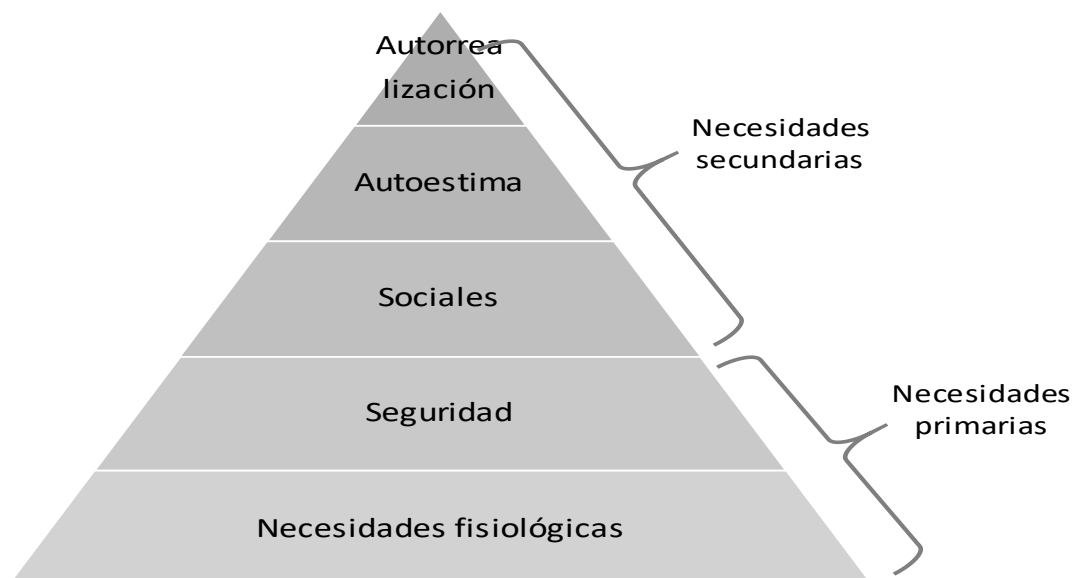 Autorrea
lización
Necesidades
secundarias
Autoestima
Sociales
Seguridad
Necesidades
primarias
Necesidades fisiológicas